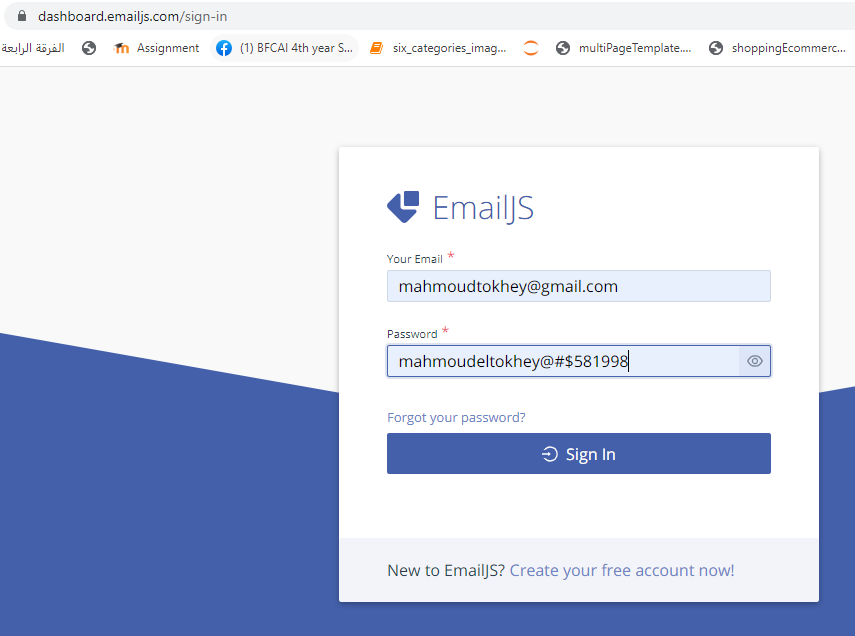 dashboard.emailjs.com/sign-in
الفرقة الرابعة
Assignment
(1) BFCAI 4th year S...
six_categories_imag...
multiPageTemplate....
shoppingEcommerc...
EmailJS
Your Email *
mahmoudtokhey@gmail.com
Password *
mahmoudeltokhey@#$581998
Forgot your password?
Sign In
New to EmailJS? Create your free account now!